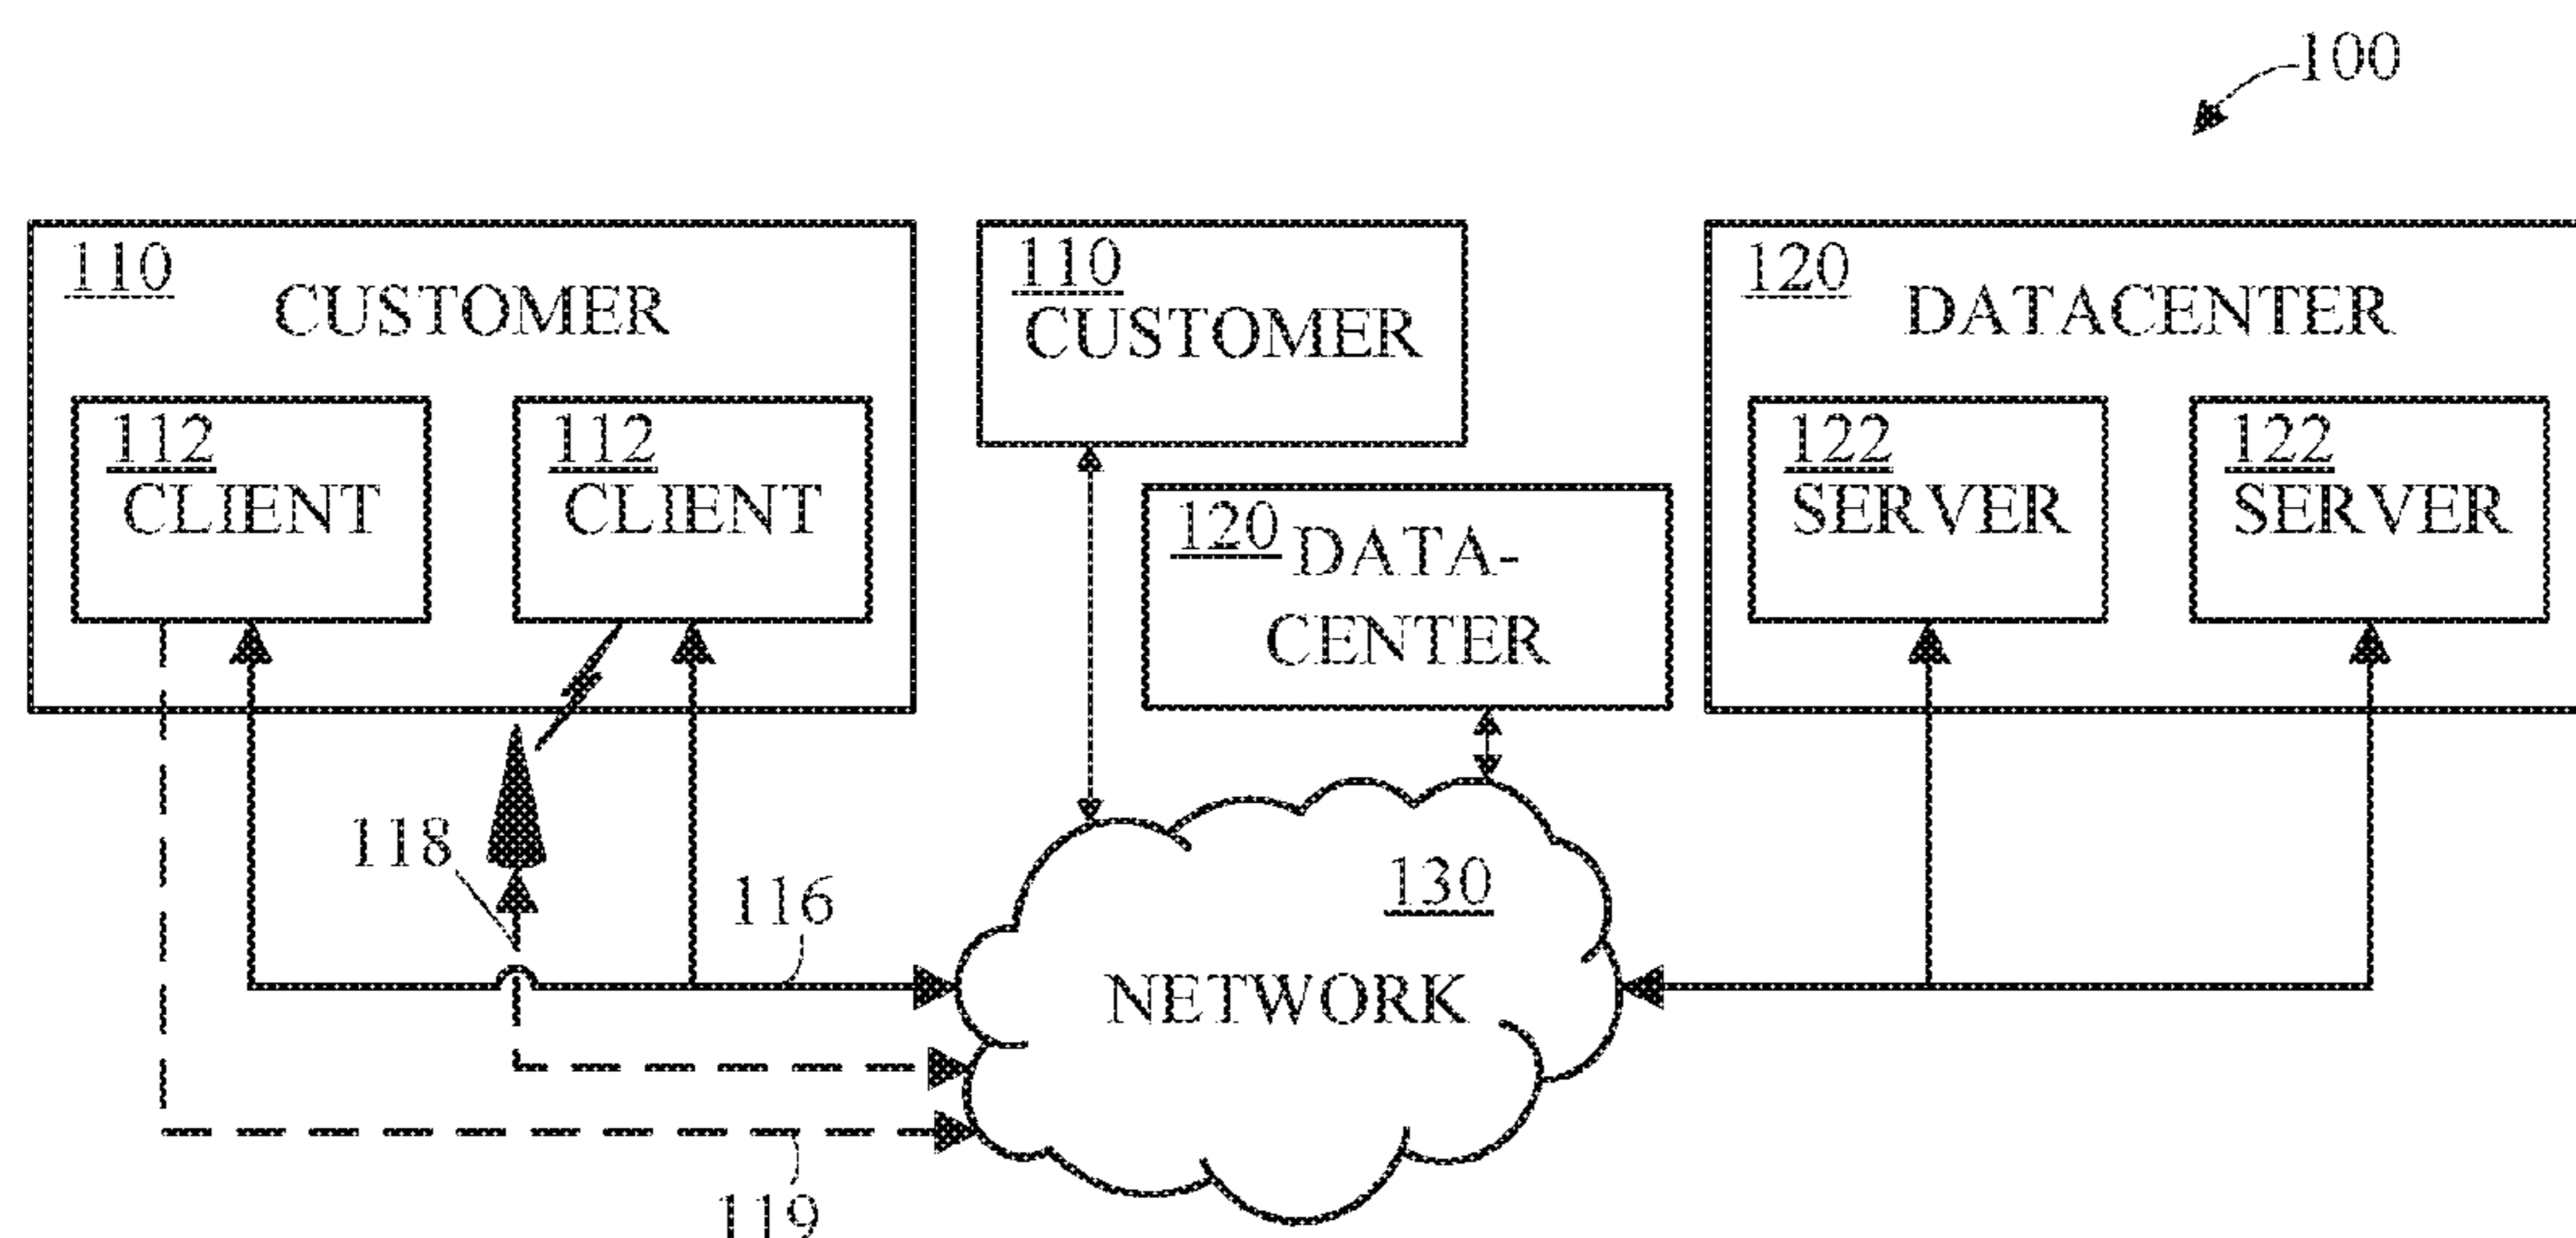 100
110
CUSTOMER
112
CLIENT
112
CLIENT
110
CUSTOMER
120
DATA-
CENTER
120
DATACENTER
122
SERVER
122
SERVER
118
116
130
NETWORK
119